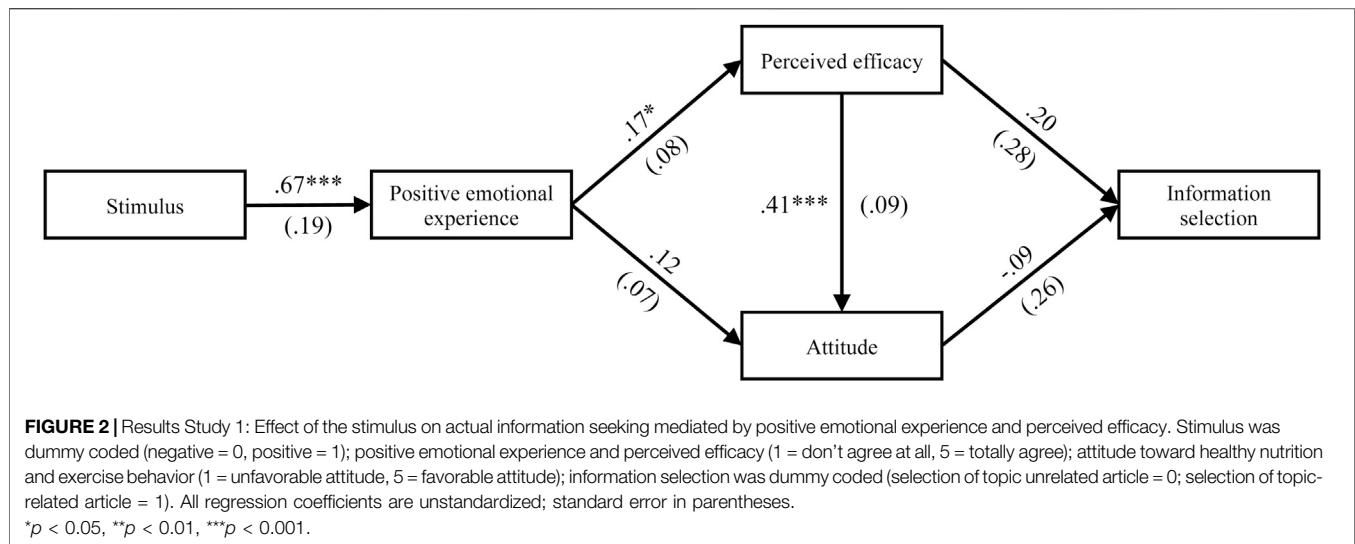 Perceived efficacy
.17*
(.08)
.20
(.28)
Stimulus
.67***
(.19)
Positive emotional
experience
.41***
(.09)
Information
selection
.12
(.07)
-.09
(.26)
Attitude
FIGURE 2 | Results Study 1: Effect of the stimulus on actual information seeking mediated by positive emotional experience and perceived efficacy. Stimulus was
dummy coded (negative = 0, positive = 1); positive emotional experience and perceived efficacy (1 = don't agree at all, 5 = totally agree); attitude toward healthy nutrition
and exercise behavior (1 = unfavorable attitude, 5 = favorable attitude); information selection was dummy coded (selection of topic unrelated article = 0; selection of topic-
related article = 1). All regression coefficients are unstandardized; standard error in parentheses.
*p < 0.05, **p < 0.01, ***p < 0.001.